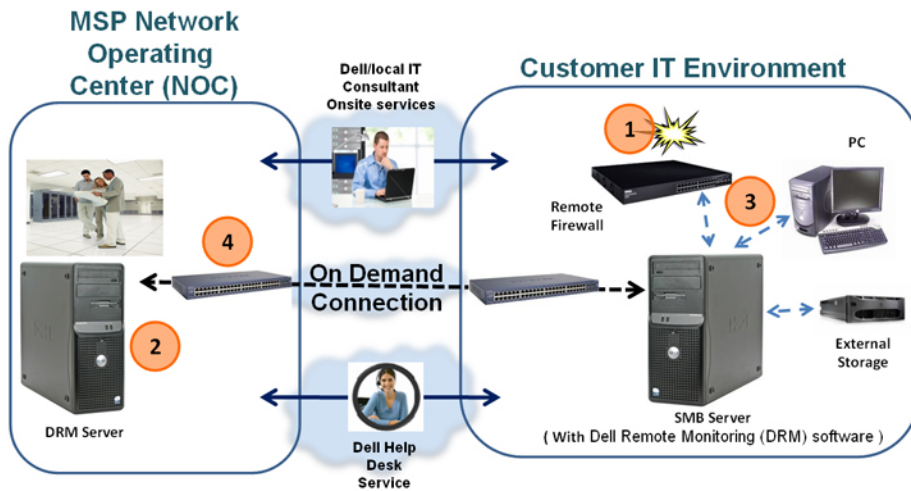 MSP Network
Operating
Center (NOC)
Dell/local IT
Consultant
Onsite services
Customer IT Environment
1
PC
Remote
Firewall
3
4
On Demand
Connection
2
External
Storage
DRM Server
SMB Server
( With Dell Remote Monitoring (DRM) software )
Dell Help
Desk
Service